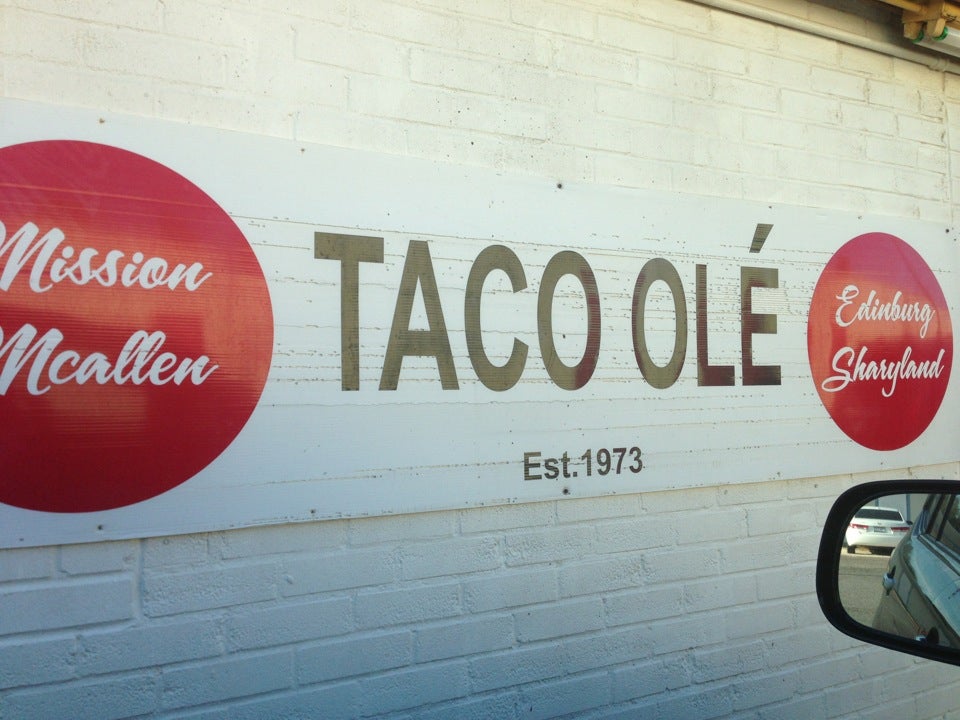 Mission
Mcallen
TACO OLÉ
Est.1973
Edinburg
Sharyland